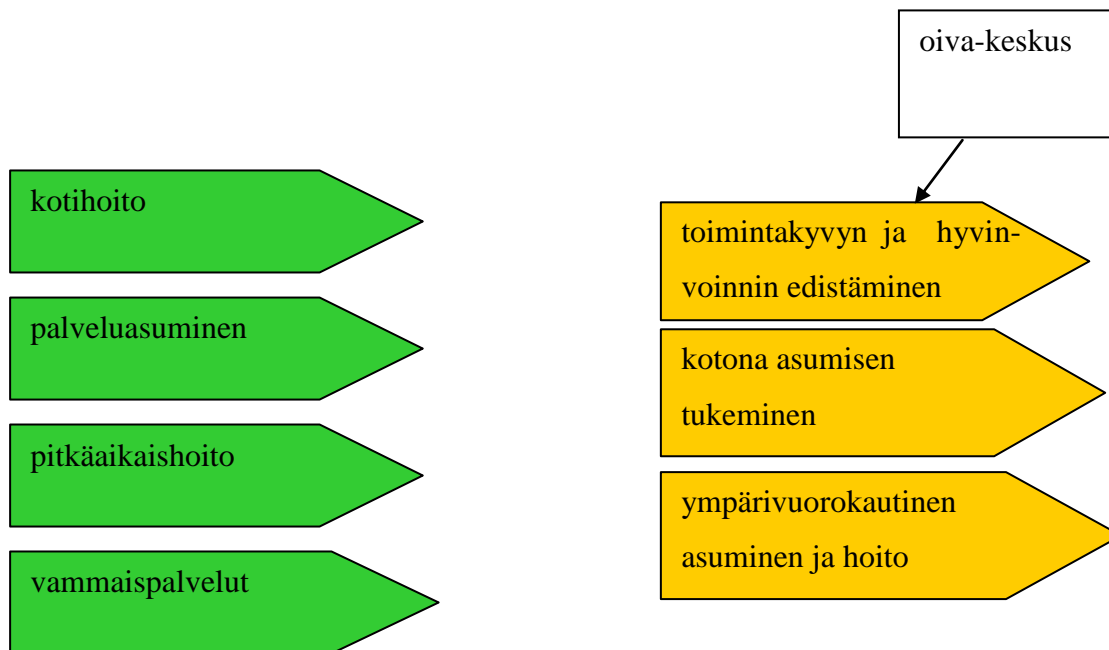 oiva-keskus
kotihoito
palveluasuminen
pitkäaikaishoito
vammaispalvelut
toimintakyvyn ja hyvin-
voinnin edistäminen
kotona asumisen
tukeminen
ympärivuorokautinen
asuminen ja hoito